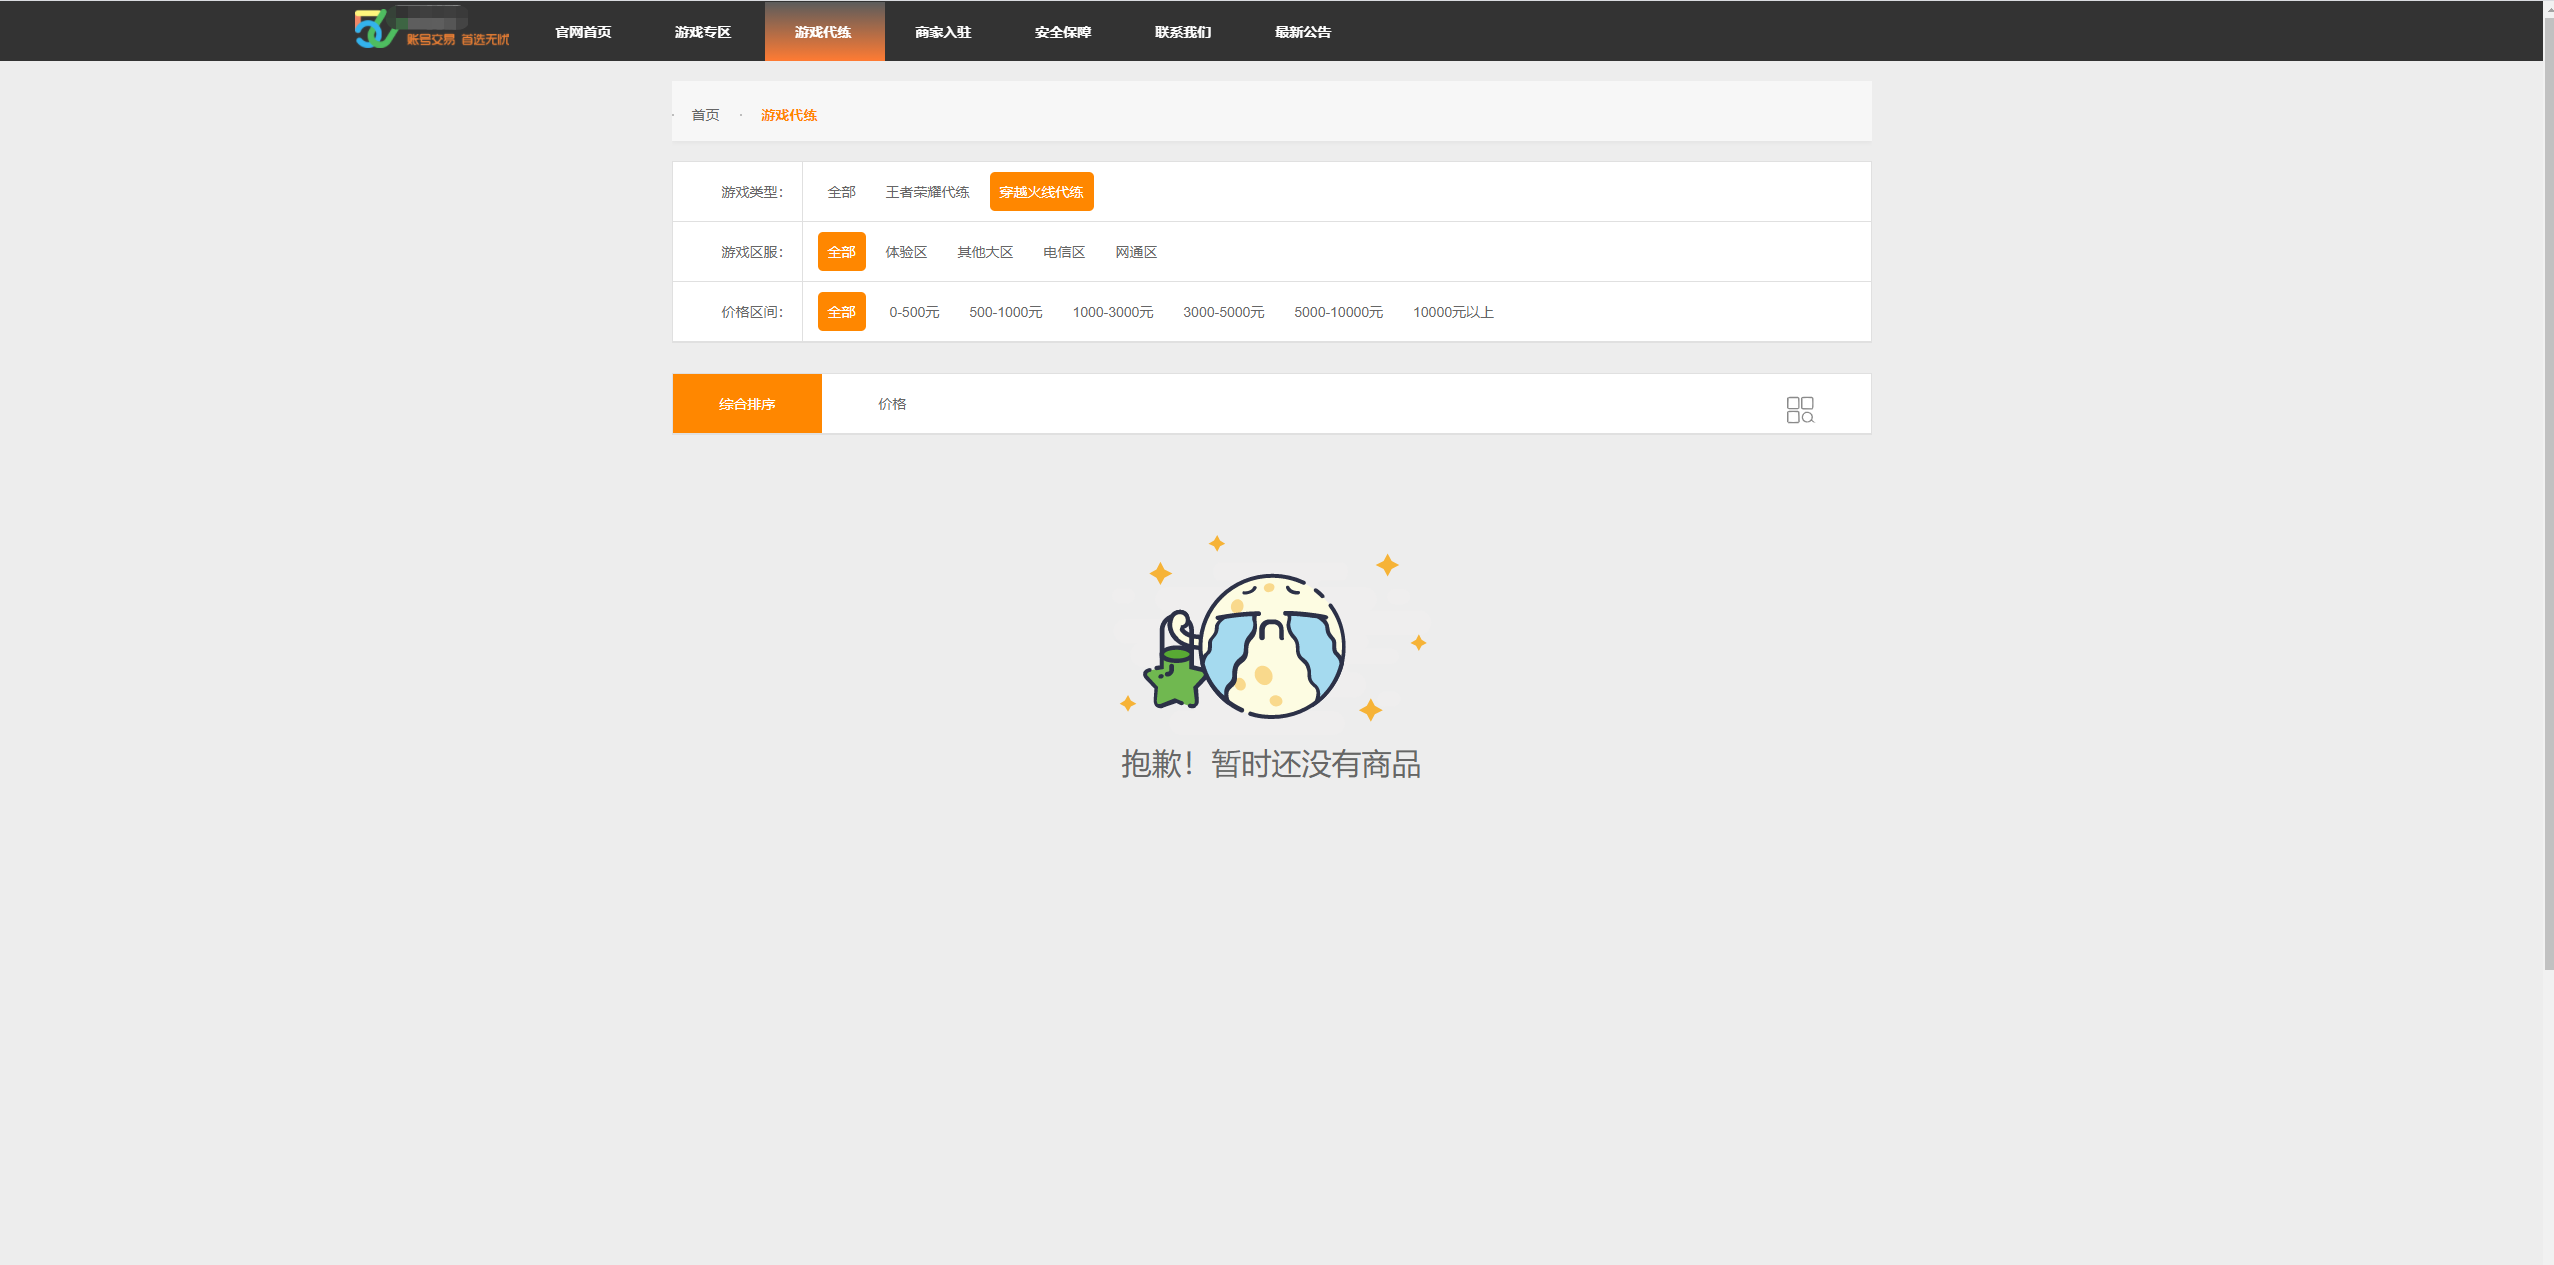 账号交易 首选无忧
官网首页 游戏专区 游戏代练 商家入驻 安全保障 联系我们 最新公告
· 首页 · 游戏代练
游戏类型： 全部 王者荣耀代练 穿越火线代练
游戏区服： 全部 体验区 其他大区 电信区 网通区
价格区间： 全部 0-500元 500-1000元 1000-3000元 3000-5000元 5000-10000元 10000元以上
综合排序 价格
抱歉！暂时还没有商品